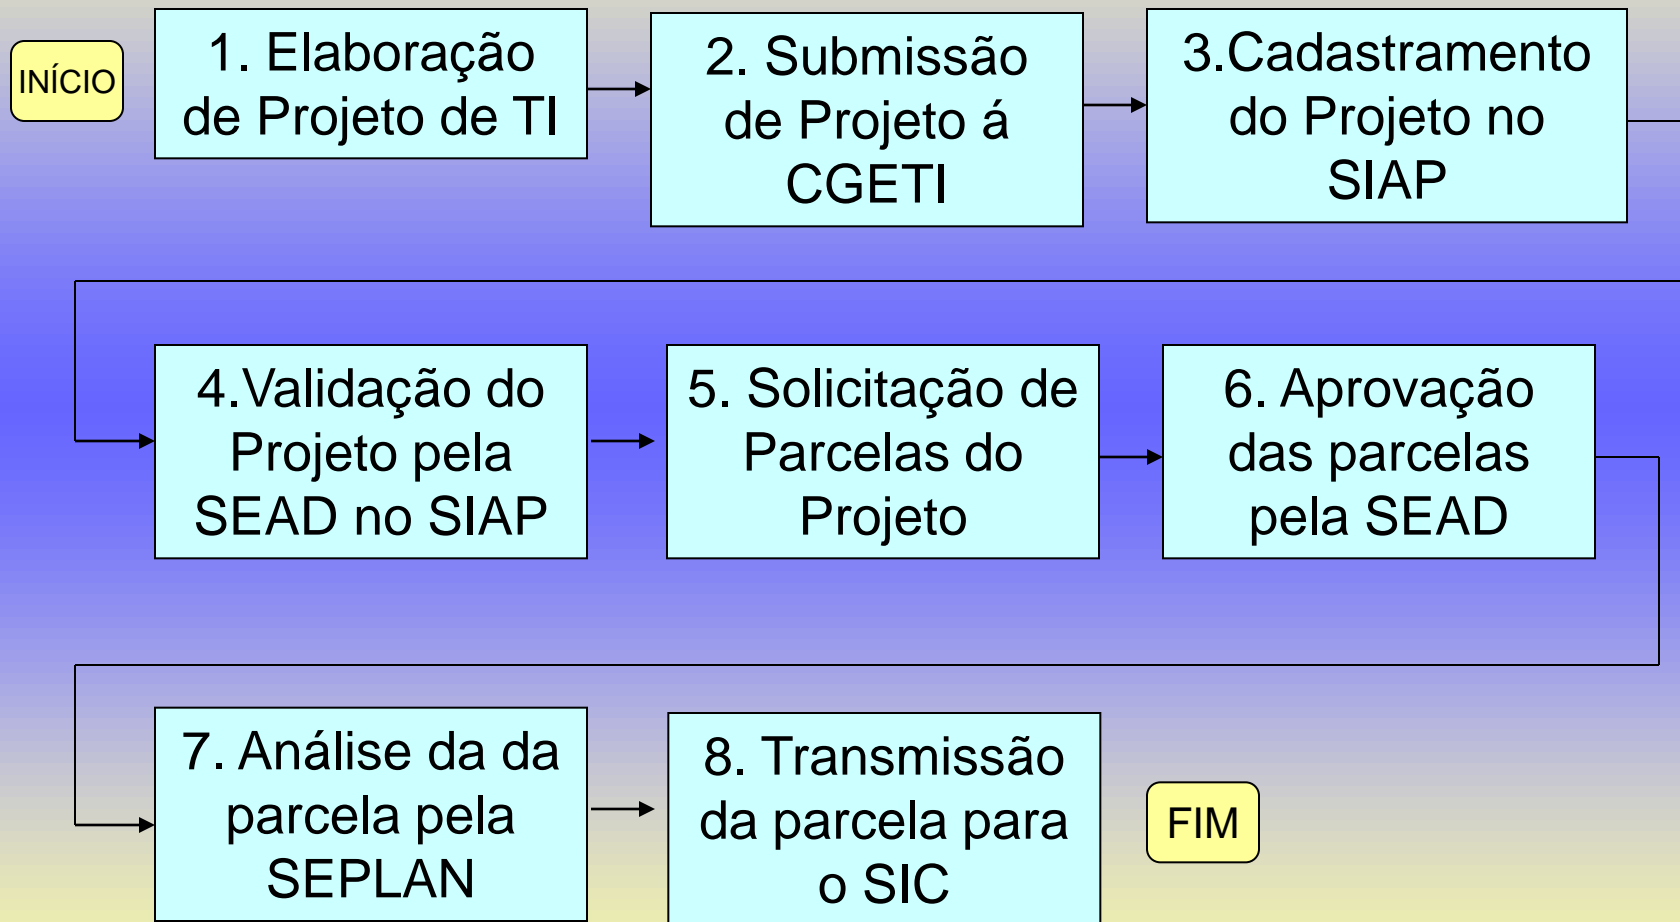 INÍCIO
1. Elaboração
de Projeto de TI
2. Submissão
de Projeto á
CGETI
3.Cadastramento
do Projeto no
SIAP
4.Validação do
Projeto pela
SEAD no SIAP
5. Solicitação de
Parcelas do
Projeto
6. Aprovação
das parcelas
pela SEAD
7. Análise da da
parcela pela
SEPLAN
8. Transmissão
da parcela para
o SIC
FIM